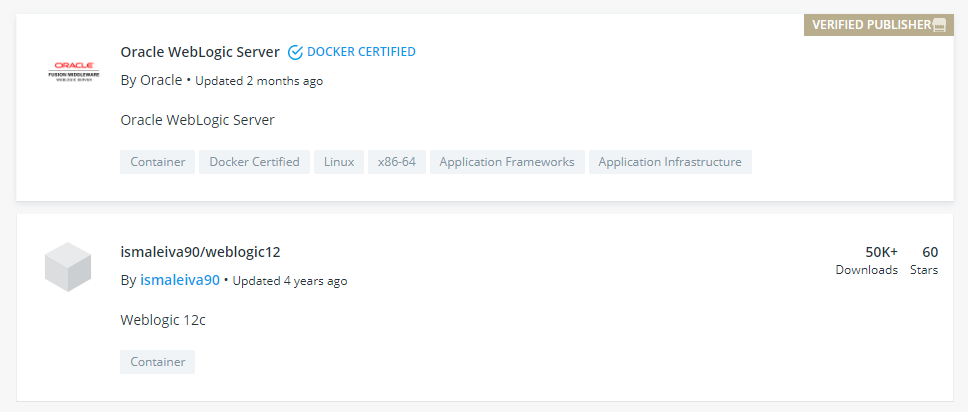 VERIFIED PUBLISHER
ORACLE
FUSION MIDDLEWARE
WEBLOGIC SERVER
Oracle WebLogic Server DOCKER CERTIFIED
By Oracle • Updated 2 months ago
Oracle WebLogic Server
Container Docker Certified Linux x86-64 Application Frameworks Application Infrastructure
ismaleiva90/weblogic12 50K+ 60
By ismaleiva90 • Updated 4 years ago Downloads Stars
Weblogic 12c
Container